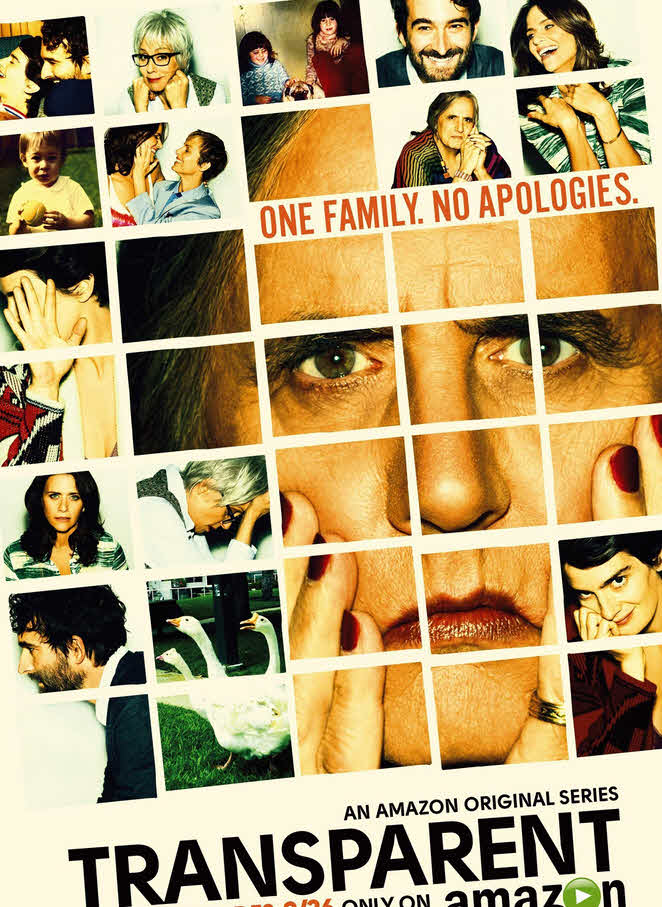 ONE FAMILY. NO APOLOGIES.
AN AMAZON ORIGINAL SERIES
TRANSPARENT
ONLY ON amazon